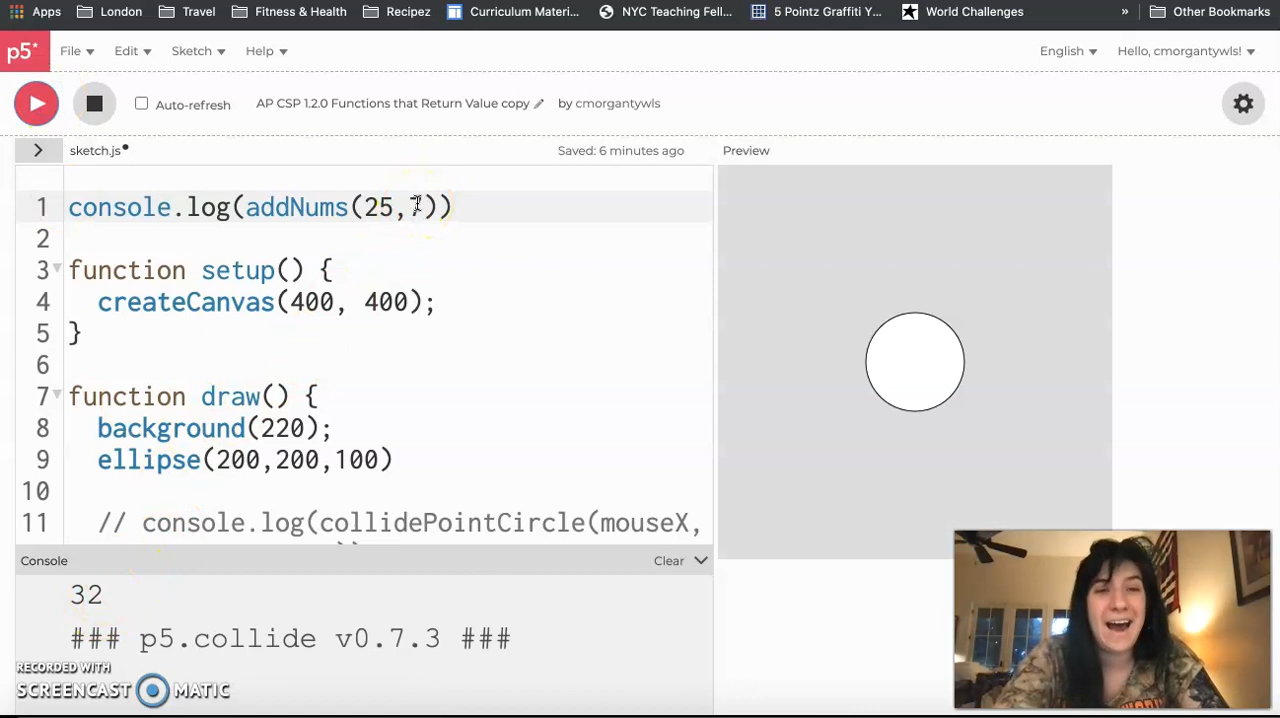 Apps London Travel Fitness & Health Recipez Curriculum Materi... NYC Teaching Fell... 5 Pointz Graffiti Y... World Challenges » Other Bookmarks
p5* File Edit Sketch Help English Hello, cmorgantywls!
Auto-refresh AP CSP 1.2.0 Functions that Return Value copy by cmorgantywls
> sketch.js• Saved: 6 minutes ago Preview
1 console.log(addNums(25,7))
2
3 function setup() {
4 createCanvas(400, 400);
5 }
6
7 function draw() {
8 background(220);
9 ellipse(200,200,100)
10
11 // console.log(collidePointCircle(mouseX,
Console Clear
32
### p5.collide v0.7.3 ###
RECORDED WITH
SCREENCAST MATIC